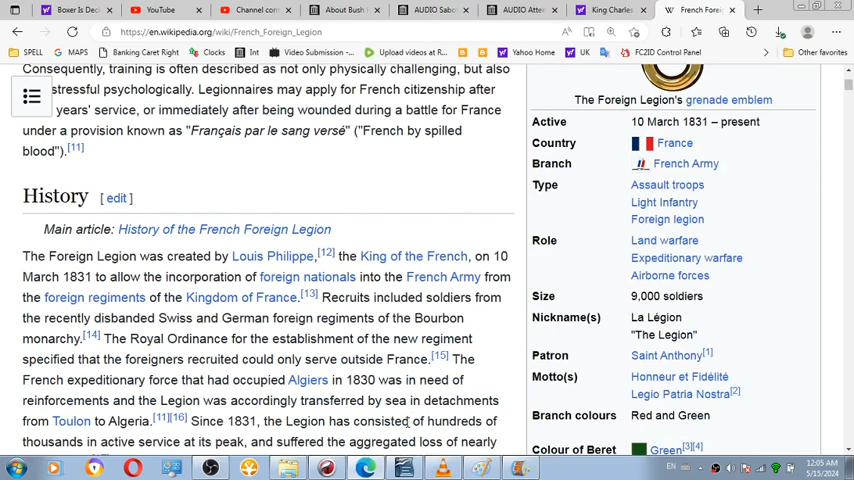 Boxer Is Dec
YouTube
Channel com
About Bush
AUDIO Sabo
AUDIO Atte
King Charles
French Forei
https://en.wikipedia.org/wiki/French_Foreign_Legion
SPELL
GMAPS
Banking Caret Right
Clocks
Int
Video Submission -...
Upload videos at R...
Yahoo Home
UK
FC2ID Control Panel
Other favorites
Consequently, training is often described as not only physically challenging, but also
stressful psychologically. Legionnaires may apply for French citizenship after
years' service, or immediately after being wounded during a battle for France
under a provision known as "Français par le sang versé" ("French by spilled
blood").[11]
History [ edit ]
Main article: History of the French Foreign Legion
The Foreign Legion was created by Louis Philippe,[12] the King of the French, on 10
March 1831 to allow the incorporation of foreign nationals into the French Army from
the foreign regiments of the Kingdom of France.[13] Recruits included soldiers from
the recently disbanded Swiss and German foreign regiments of the Bourbon
monarchy.[14] The Royal Ordinance for the establishment of the new regiment
specified that the foreigners recruited could only serve outside France.[15] The
French expeditionary force that had occupied Algiers in 1830 was in need of
reinforcements and the Legion was accordingly transferred by sea in detachments
from Toulon to Algeria.[11][16] Since 1831, the Legion has consisted of hundreds of
thousands in active service at its peak, and suffered the aggregated loss of nearly
The Foreign Legion's grenade emblem
Active 10 March 1831 – present
Country France
Branch French Army
Type Assault troops
Light Infantry
Foreign legion
Role Land warfare
Expeditionary warfare
Airborne forces
Size 9,000 soldiers
Nickname(s) La Légion
"The Legion"
Patron Saint Anthony[1]
Motto(s) Honneur et Fidélité
Legio Patria Nostra[2]
Branch colours Red and Green
Colour of Beret Green[3][4]
EN
12:05 AM
5/15/2024